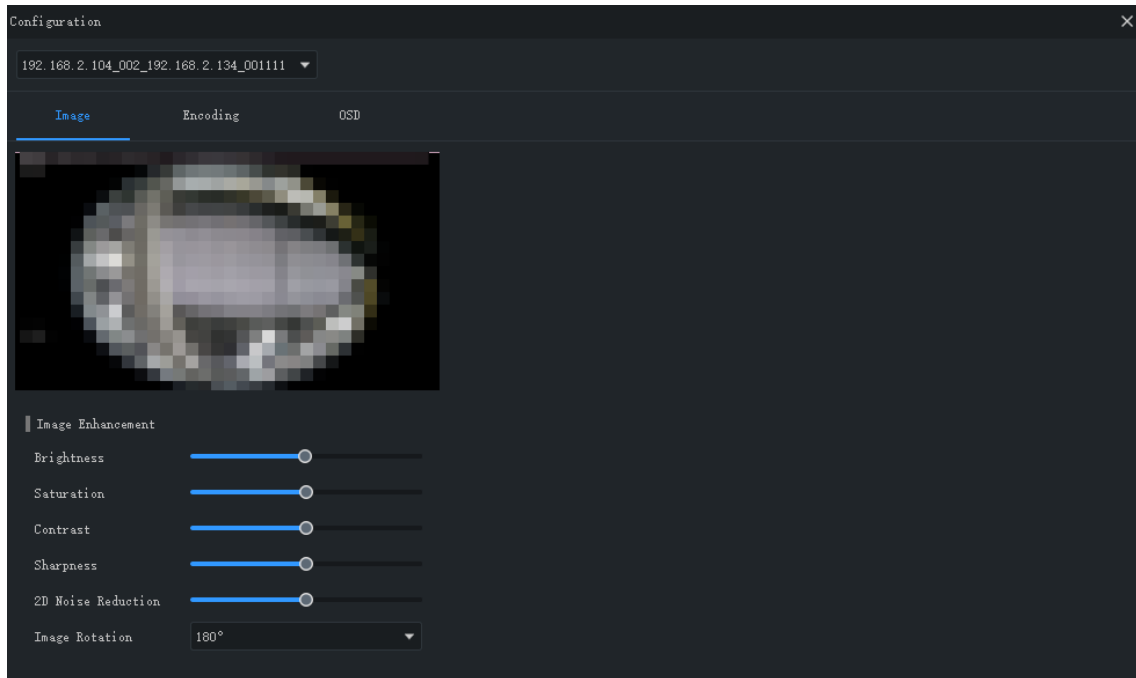 Configuration
192.168.2.104_002_192.168.2.134_001111
Image Encoding OSD
Image Enhancement
Brightness
Saturation
Contrast
Sharpness
2D Noise Reduction
Image Rotation 180°